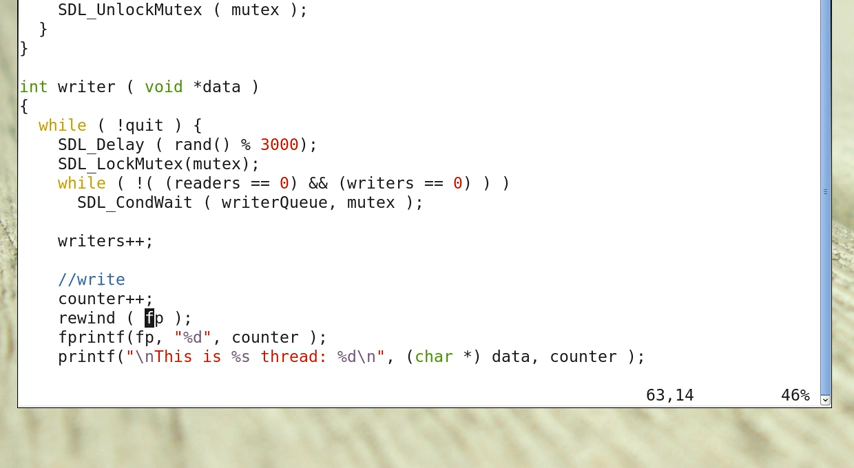 SDL_UnlockMutex ( mutex );
}
}
int writer ( void *data )
{
while ( !quit ) {
SDL_Delay ( rand() % 3000);
SDL_LockMutex(mutex);
while ( !( (readers == 0) && (writers == 0) ) )
SDL_CondWait ( writerQueue, mutex );
writers++;
//write
counter++;
rewind ( fp );
fprintf(fp, "%d", counter );
printf("\nThis is %s thread: %d\n", (char *) data, counter );
63,14 46%